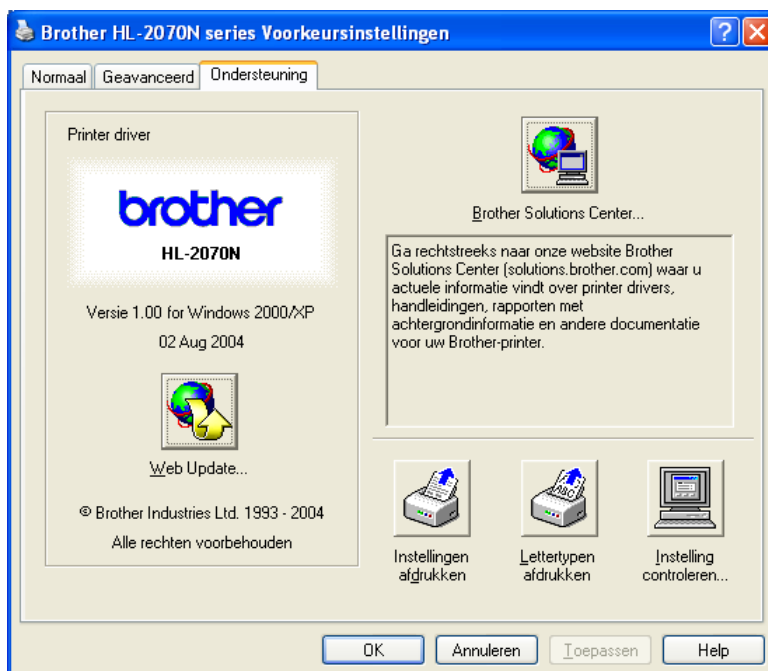 Brother HL-2070N series Voorkeursinstellingen
Normaal Geavanceerd Ondersteuning
Printer driver
brother
HL-2070N
Versie 1.00 for Windows 2000/XP
02 Aug 2004
Web Update...
© Brother Industries Ltd. 1993 - 2004
Alle rechten voorbehouden
Brother Solutions Center...
Ga rechtstreeks naar onze website Brother
Solutions Center (solutions.brother.com) waar u
actuele informatie vindt over printer drivers,
handleidingen, rapporten met
achtergrondinformatie en andere documentatie
voor uw Brother-printer.
Instellingen
afdrukken
ABC
Lettertypen
afdrukken
Instelling
controleren...
OK Annuleren Toepassen Help